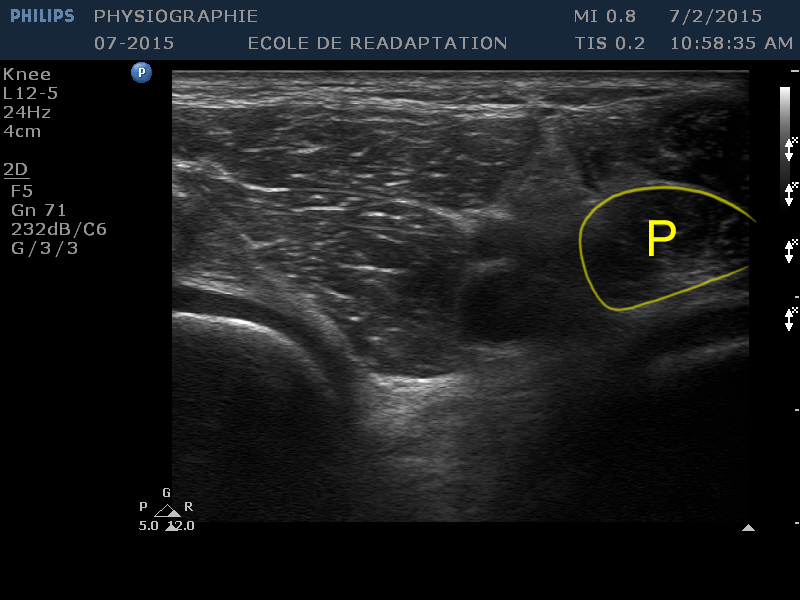 PHILIPS PHYSIOGRAPHIE MI 0.8 7/2/2015
07-2015 ECOLE DE READAPTATION TIS 0.2 10:58:35 AM
Knee
P
L12-5
24Hz
4cm
2D
F5
Gn 71
232dB/C6
G/3/3
P
G
P R
5.0 12.0